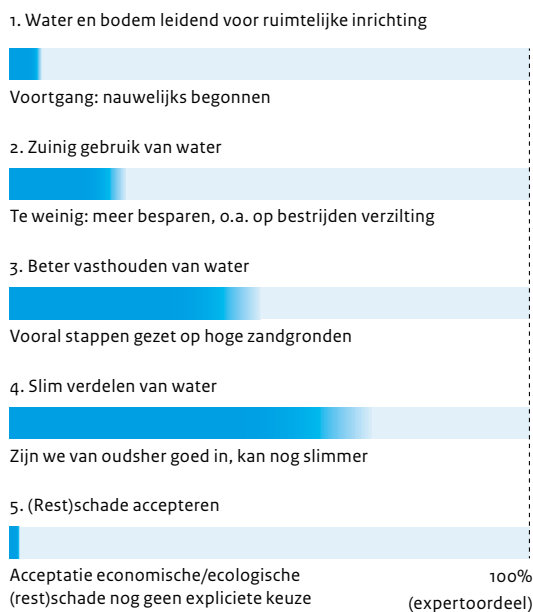 1. Water en bodem leidend voor ruimtelijke inrichting
Voortgang: nauwelijks begonnen
2. Zuinig gebruik van water
Te weinig: meer besparen, o.a. op bestrijden verzilting
3. Beter vasthouden van water
Vooral stappen gezet op hoge zandgronden
4. Slim verdelen van water
Zijn we van oudsher goed in, kan nog slimmer
5. (Rest)schade accepteren
Acceptatie economische/ecologische
(rest)schade nog geen expliciete keuze
100%
(expertoordeel)